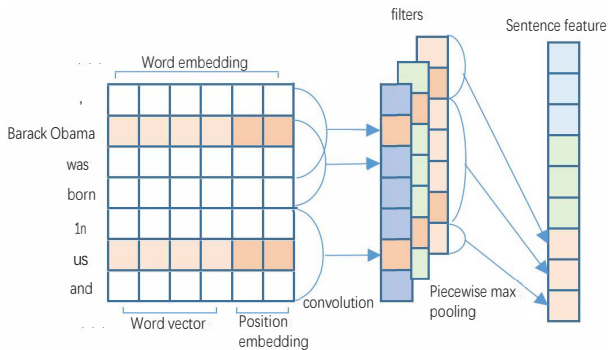 filters
Sentence feature
. . .
Word embedding
,
Barack Obama
was
born
1n
us
and
convolution
Piecewise max
pooling
. . .
Word vector
Position
embedding